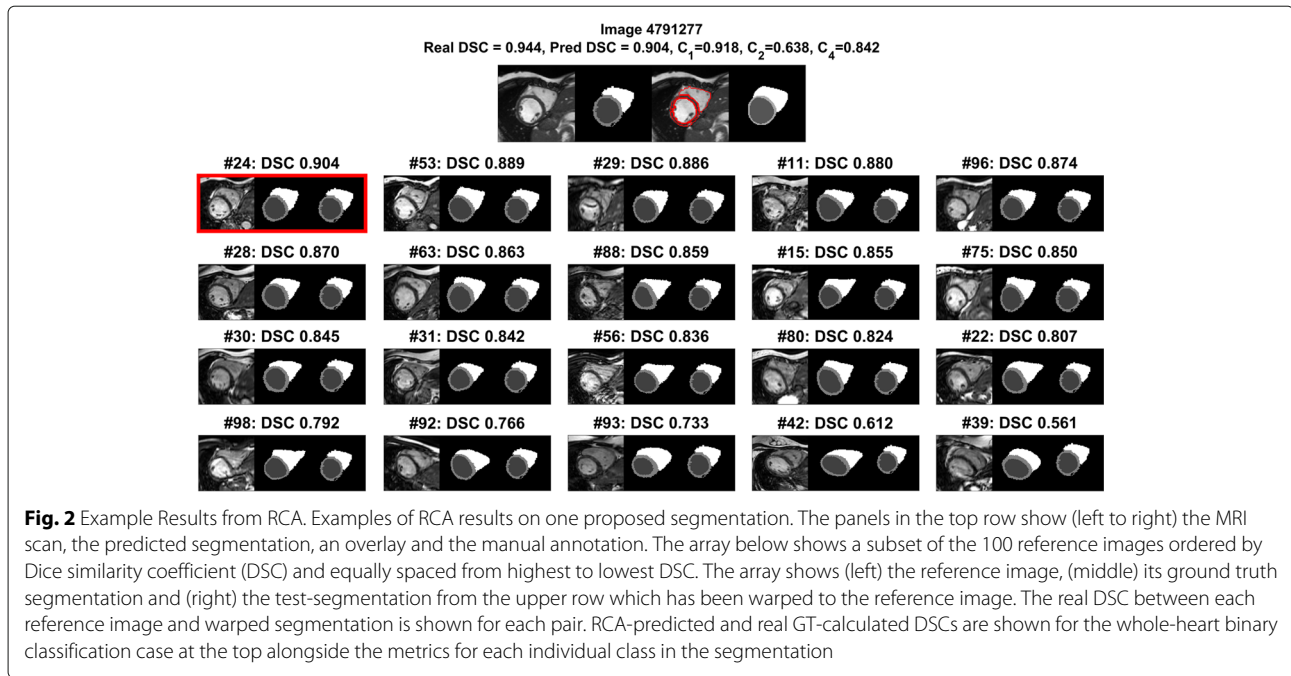 Image 4791277
Real DSC = 0.944, Pred DSC = 0.904, C1=0.918, C2=0.638, C4=0.842
#24: DSC 0.904 #53: DSC 0.889 #29: DSC 0.886 #11: DSC 0.880 #96: DSC 0.874
#28: DSC 0.870 #63: DSC 0.863 #88: DSC 0.859 #15: DSC 0.855 #75: DSC 0.850
#30: DSC 0.845 #31: DSC 0.842 #56: DSC 0.836 #80: DSC 0.824 #22: DSC 0.807
#98: DSC 0.792 #92: DSC 0.766 #93: DSC 0.733 #42: DSC 0.612 #39: DSC 0.561
Fig. 2 Example Results from RCA. Examples of RCA results on one proposed segmentation. The panels in the top row show (left to right) the MRI
scan, the predicted segmentation, an overlay and the manual annotation. The array below shows a subset of the 100 reference images ordered by
Dice similarity coefficient (DSC) and equally spaced from highest to lowest DSC. The array shows (left) the reference image, (middle) its ground truth
segmentation and (right) the test-segmentation from the upper row which has been warped to the reference image. The real DSC between each
reference image and warped segmentation is shown for each pair. RCA-predicted and real GT-calculated DSCs are shown for the whole-heart binary
classification case at the top alongside the metrics for each individual class in the segmentation